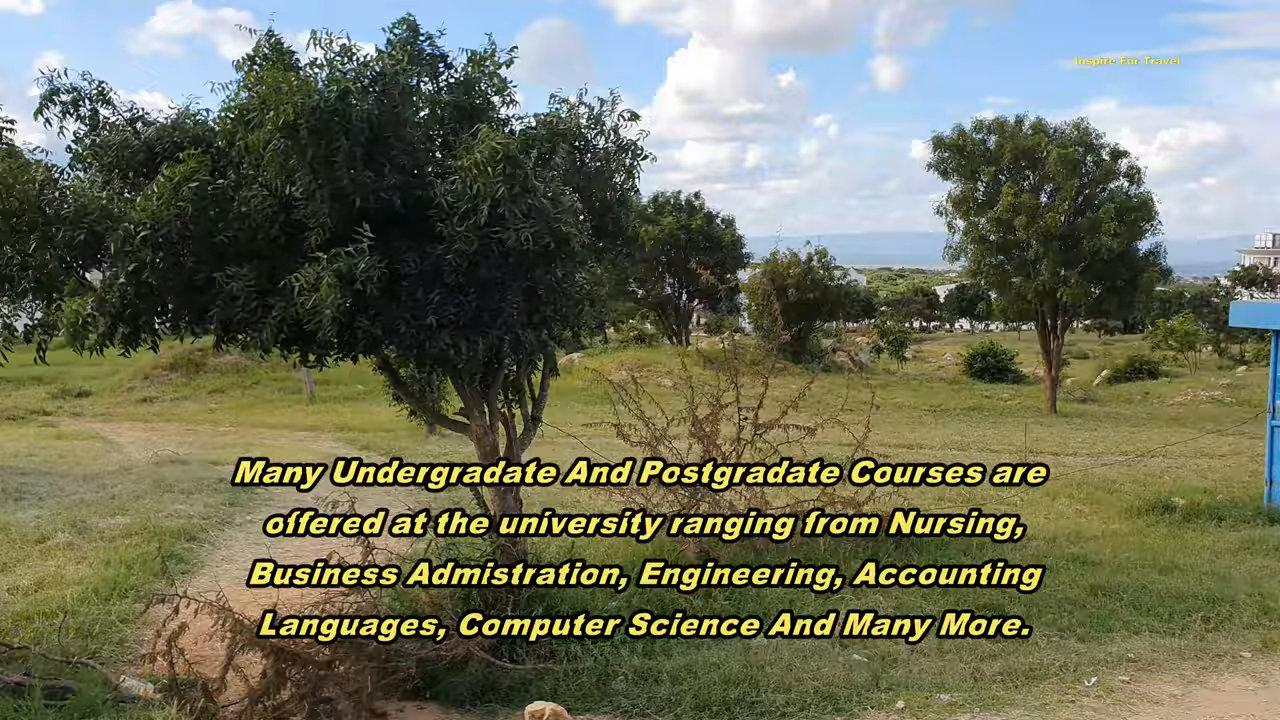 Inspire For Travel
Many Undergradate And Postgradate Courses are
offered at the university ranging from Nursing,
Business Admistration, Engineering, Accounting
Languages, Computer Science And Many More.